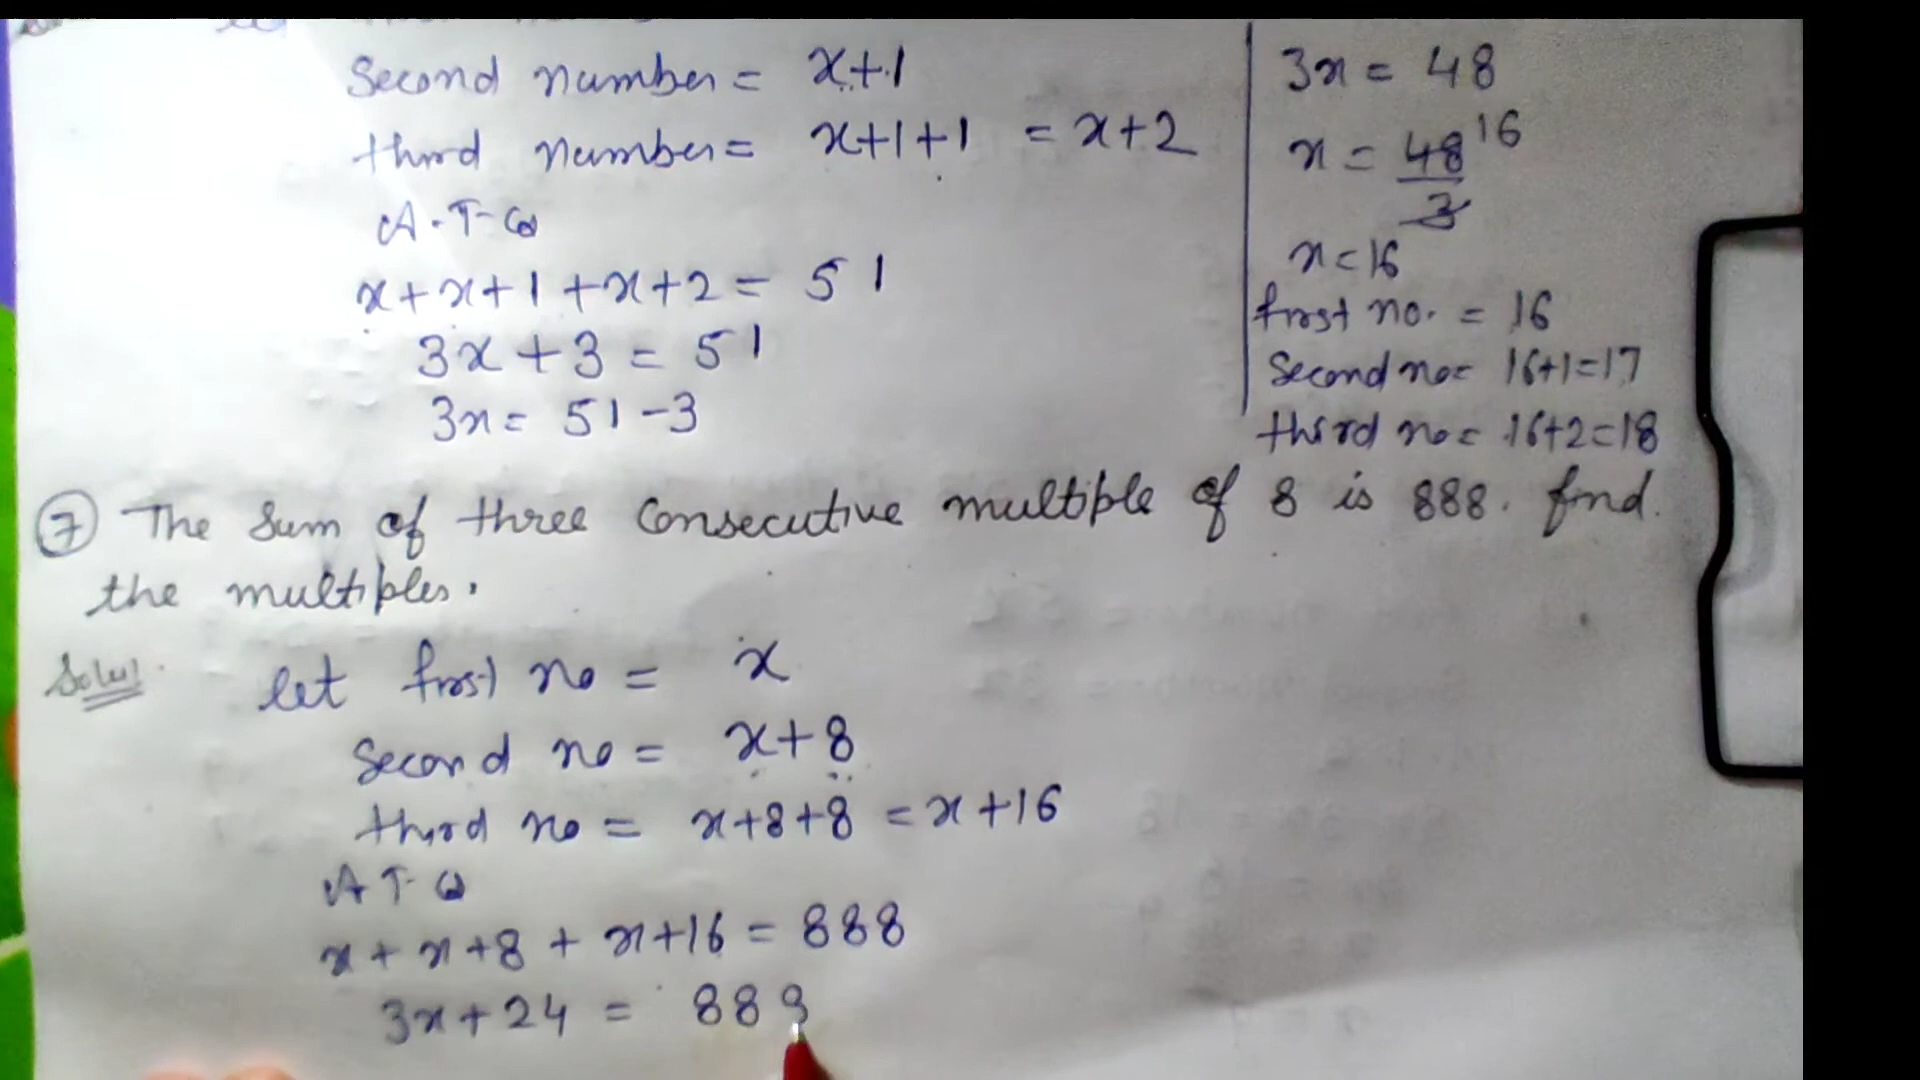 Second number = x+1
third number = x+1+1 = x+2
A.T.Q
x+x+1+x+2 = 51
3x+3 = 51
3x = 51-3
3x = 48
x = 48/3 16
x = 16
first no. = 16
Second no = 16+1=17
third no = 16+2=18
(7) The Sum of three Consecutive multiple of 8 is 888. find
the multiples.
Solu!
let first no = x
Second no = x+8
third no = x+8+8 = x+16
A T Q
x + x+8 + x+16 = 888
3x+24 = 888